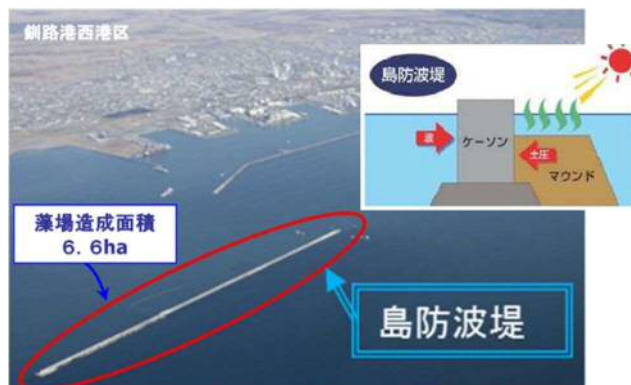 釧路港西港区
島防波堤
波
ケーソン
土圧
マウンド
藻場造成面積
6.6ha
島防波堤